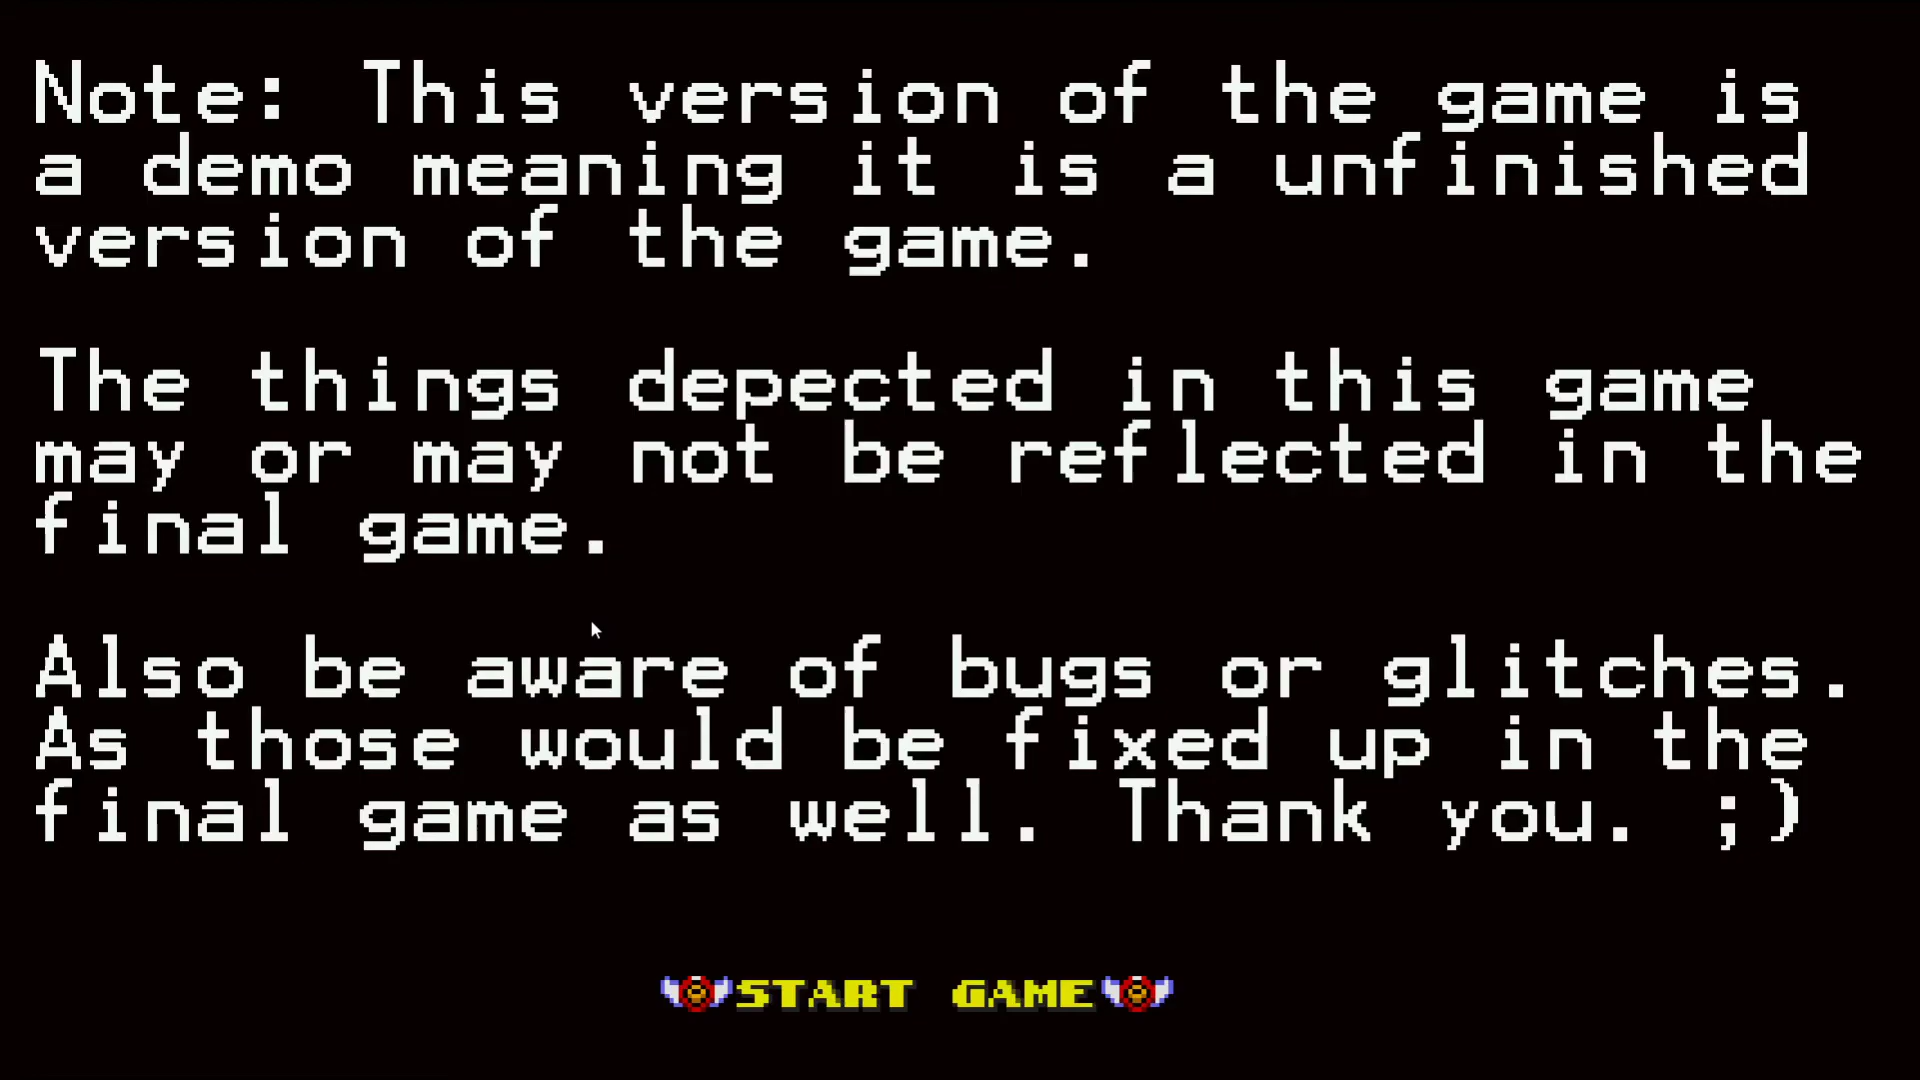 Note: This version of the game is
a demo meaning it is a unfinished
version of the game.
The things depected in this game
may or may not be reflected in the
final game.
Also be aware of bugs or glitches.
As those would be fixed up in the
final game as well. Thank you. ;)
START GAME